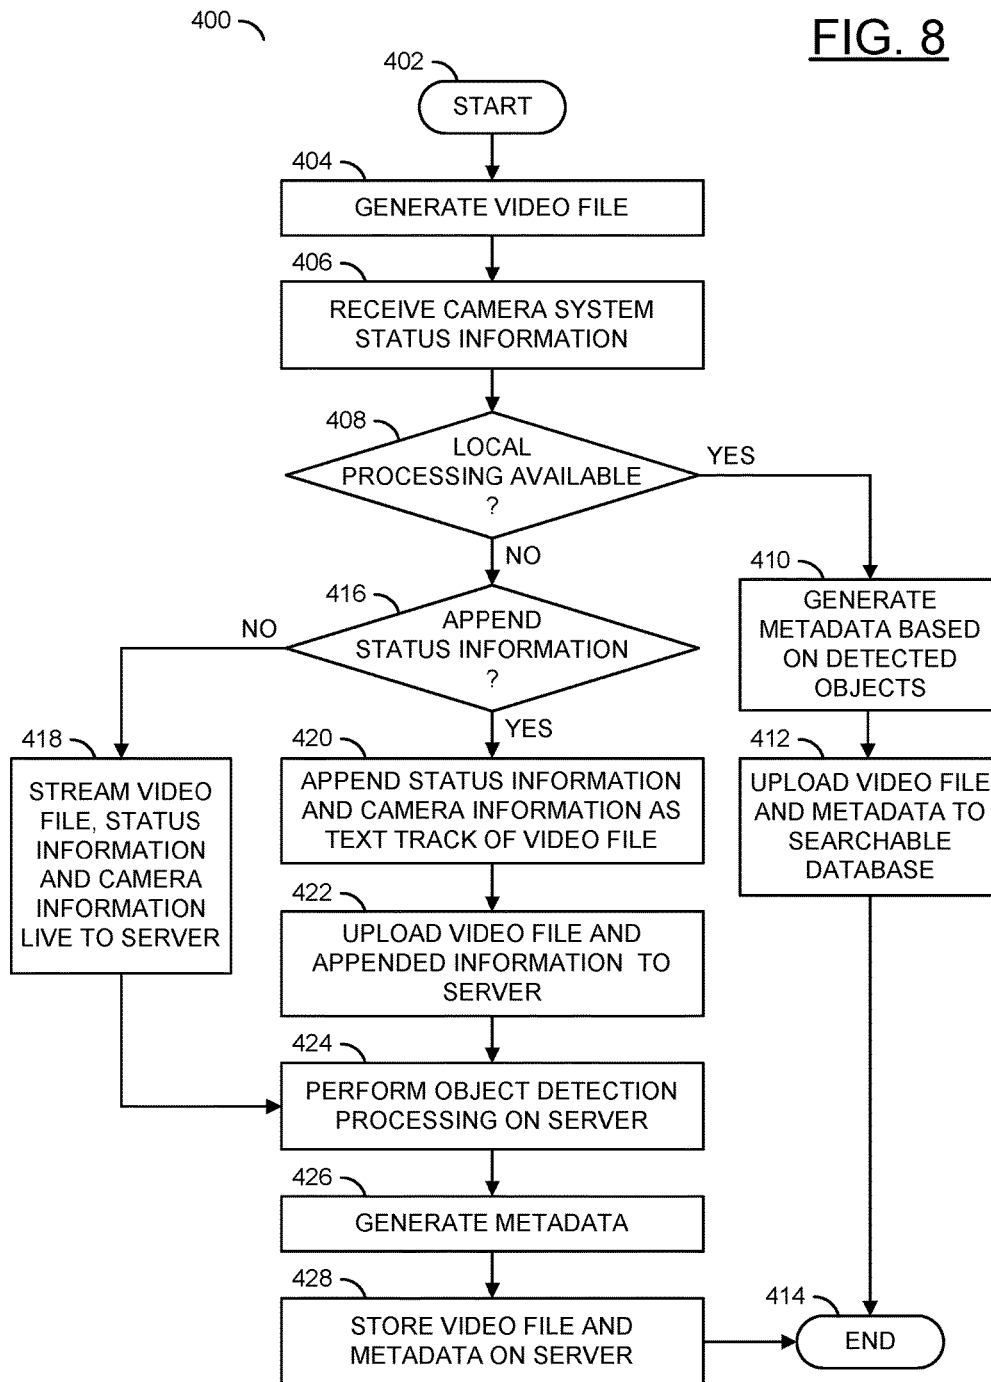 400
FIG. 8
402
START
404
GENERATE VIDEO FILE
406
RECEIVE CAMERA SYSTEM
STATUS INFORMATION
408
LOCAL
PROCESSING AVAILABLE
?
YES
NO
410
GENERATE
METADATA BASED
ON DETECTED
OBJECTS
412
UPLOAD VIDEO FILE
AND METADATA TO
SEARCHABLE
DATABASE
416
APPEND
STATUS INFORMATION
?
NO
YES
418
STREAM VIDEO
FILE, STATUS
INFORMATION
AND CAMERA
INFORMATION
LIVE TO SERVER
420
APPEND STATUS INFORMATION
AND CAMERA INFORMATION AS
TEXT TRACK OF VIDEO FILE
422
UPLOAD VIDEO FILE AND
APPENDED INFORMATION TO
SERVER
424
PERFORM OBJECT DETECTION
PROCESSING ON SERVER
426
GENERATE METADATA
428
STORE VIDEO FILE AND
METADATA ON SERVER
414
END